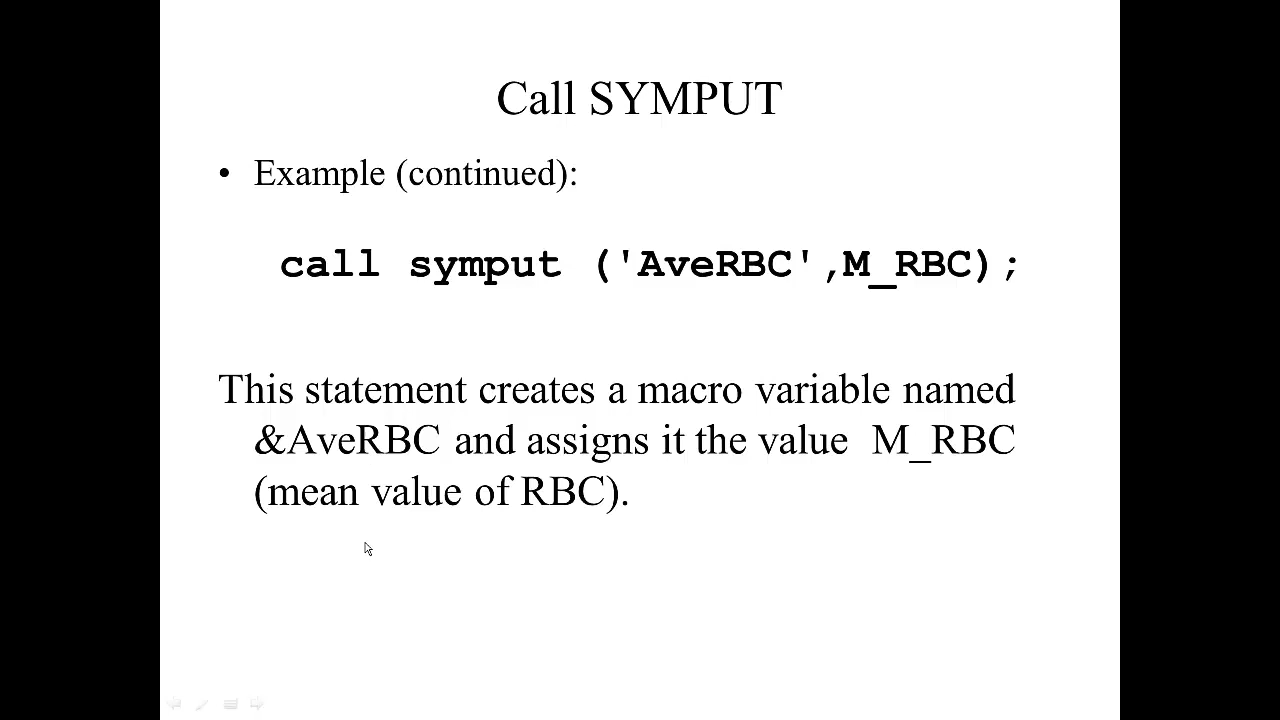 Call SYMPUT
• Example (continued):
call symput ('AveRBC',M_RBC);
This statement creates a macro variable named
&AveRBC and assigns it the value M_RBC
(mean value of RBC).